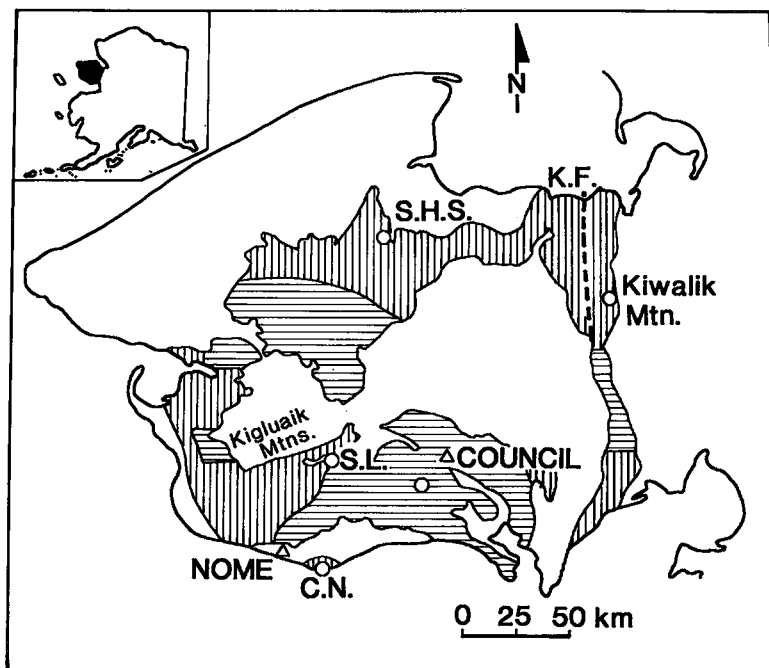 N
K.F.
S.H.S.
Kiwalik
Mtn.
Kigluaik
Mtns.
S.L.
COUNCIL
NOME
C.N.
0 25 50 km